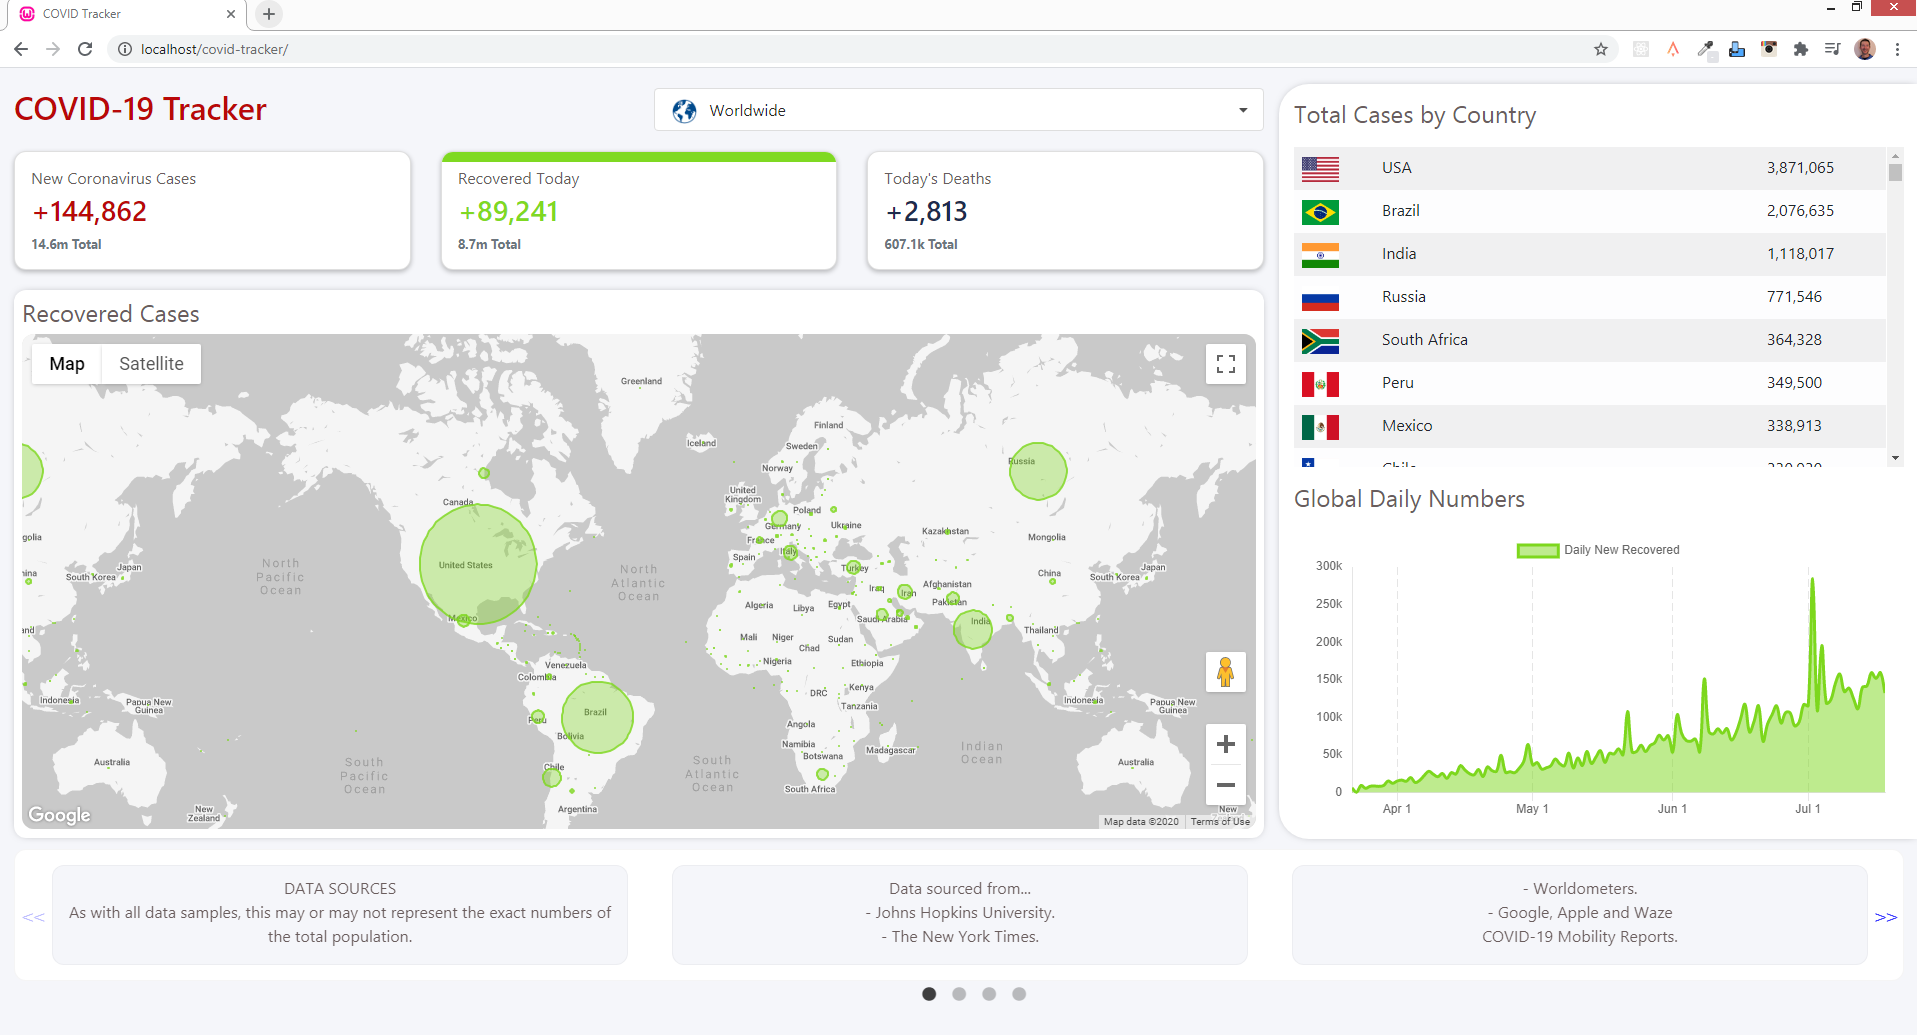 COVID Tracker
localhost/covid-tracker/
COVID-19 Tracker
Worldwide
New Coronavirus Cases
+144,862
14.6m Total
Recovered Today
+89,241
8.7m Total
Today's Deaths
+2,813
607.1k Total
Recovered Cases
Map Satellite
Greenland
Iceland
Finland
Sweden
Norway
Russia
Canada
United
Kingdom
Poland
Germany
Ukraine
France
Kazakhstan
Mongolia
golia
Italy
Spain
United States
North
Pacific
Ocean
North
Atlantic
Ocean
Japan
South Korea
ina
Turkey
China
Japan
South Korea
Iraq
Iran
Afghanistan
Pakistan
Algeria
Libya
Egypt
Saudi Arabia
India
Mexico
and
Mali
Niger
Sudan
Chad
Thailand
Nigeria
Ethiopia
Venezuela
Colombia
DRC
Kenya
Tanzania
Indonesia
Papua New
Guinea
Indonesia
Papua New
Guinea
Peru
Brazil
Bolivia
Angola
Namibia
Botswana
Madagascar
Indian
Ocean
Australia
South
Pacific
Ocean
Chile
South
Atlantic
Ocean
South Africa
Australia
Argentina
New
Zealand
New
Google
Map data ©2020 Terms of Use
Total Cases by Country
USA 3,871,065
Brazil 2,076,635
India 1,118,017
Russia 771,546
South Africa 364,328
Peru 349,500
Mexico 338,913
Global Daily Numbers
Daily New Recovered
300k
250k
200k
150k
100k
50k
0
Apr 1 May 1 Jun 1 Jul 1
<<
DATA SOURCES
As with all data samples, this may or may not represent the exact numbers of
the total population.
Data sourced from...
- Johns Hopkins University.
- The New York Times.
- Worldometers.
- Google, Apple and Waze
COVID-19 Mobility Reports.
>>